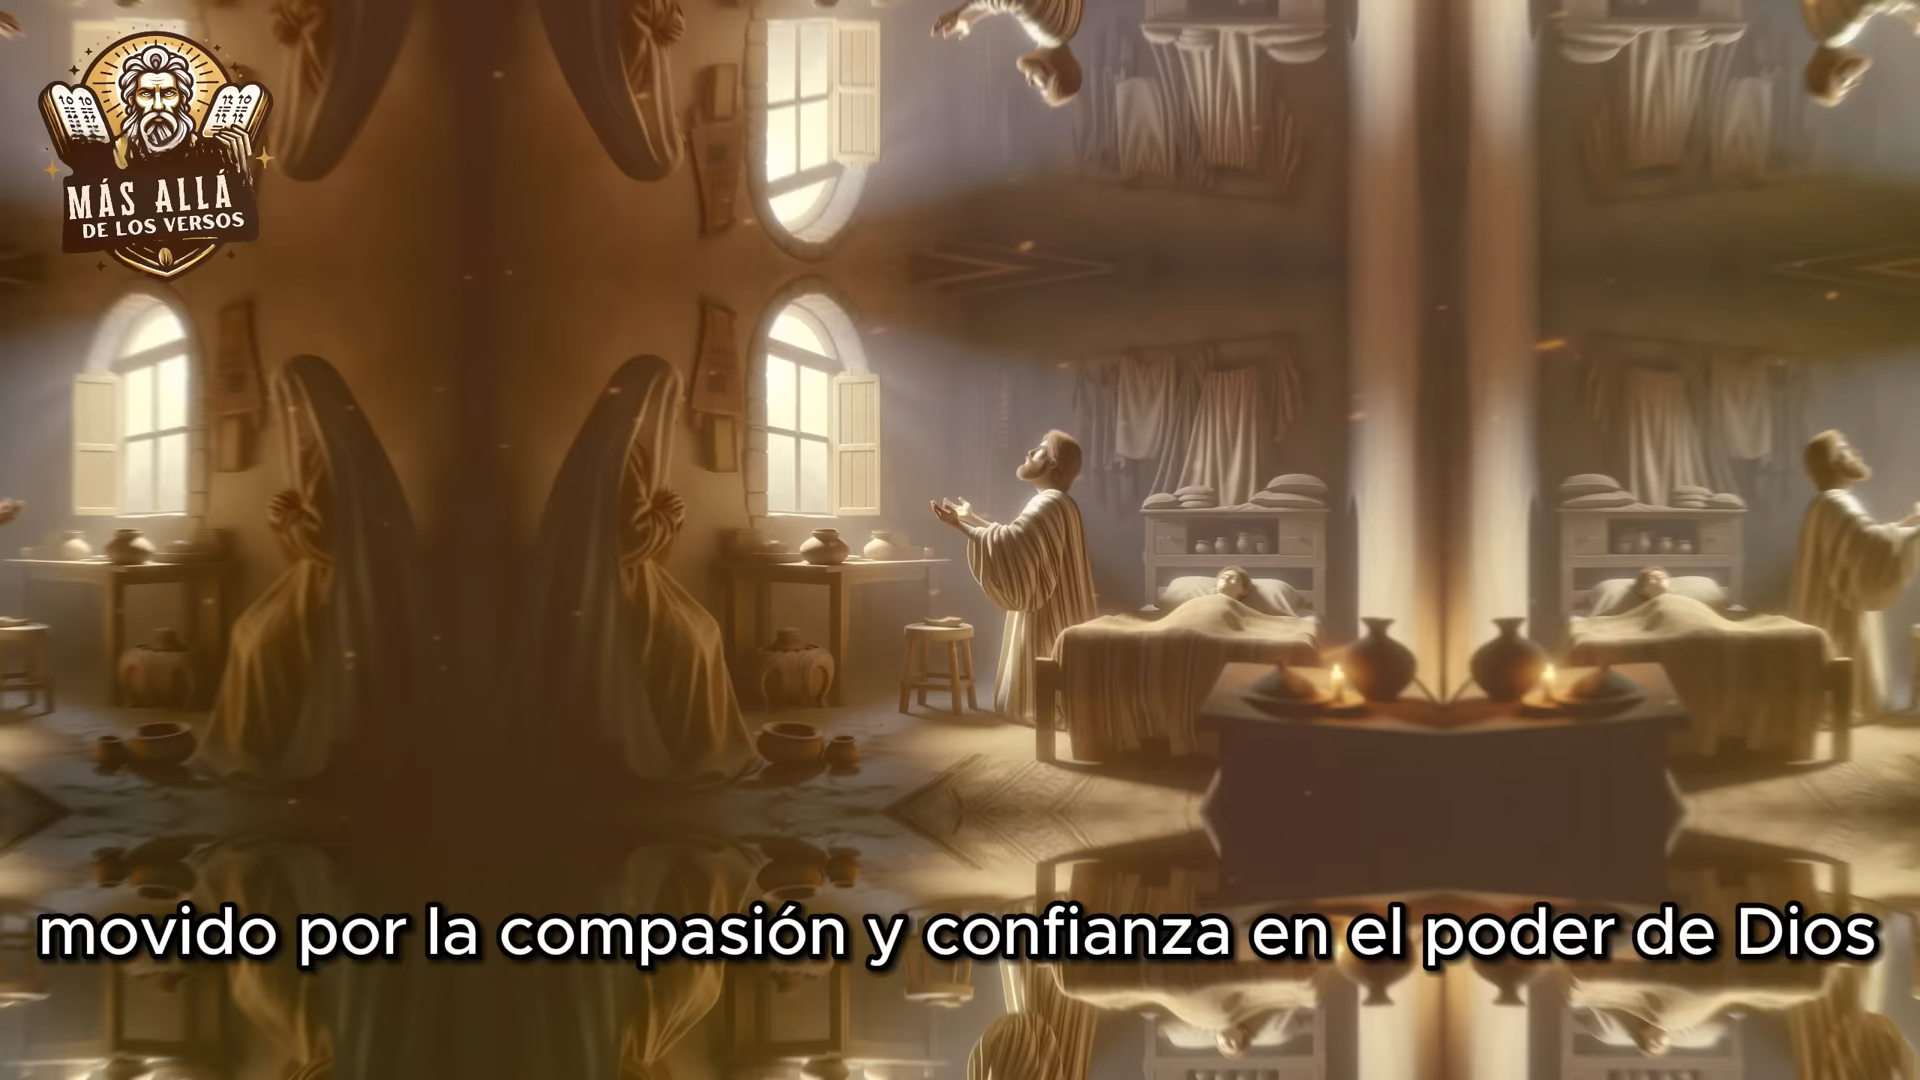 MÁS ALLÁ
DE LOS VERSOS
movido por la compasión y confianza en el poder de Dios